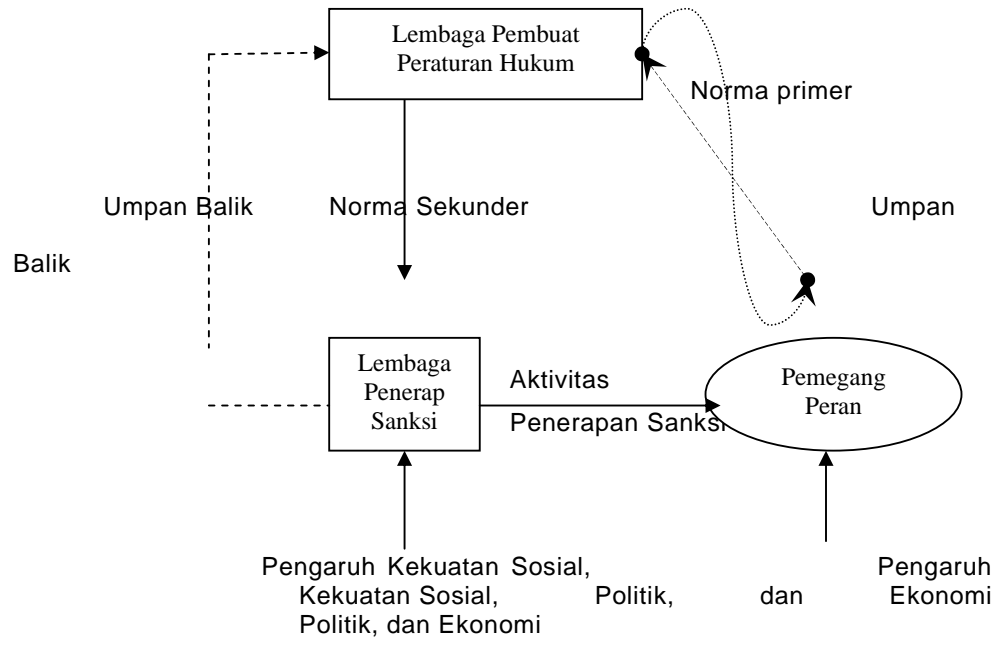 Lembaga Pembuat
Peraturan Hukum
Norma primer
Umpan Balik Norma Sekunder Umpan
Balik
Lembaga
Penerap
Sanksi
Aktivitas
Penerapan Sanksi
Pemegang
Peran
Pengaruh Kekuatan Sosial, Pengaruh
Kekuatan Sosial, Politik, dan Ekonomi
Politik, dan Ekonomi